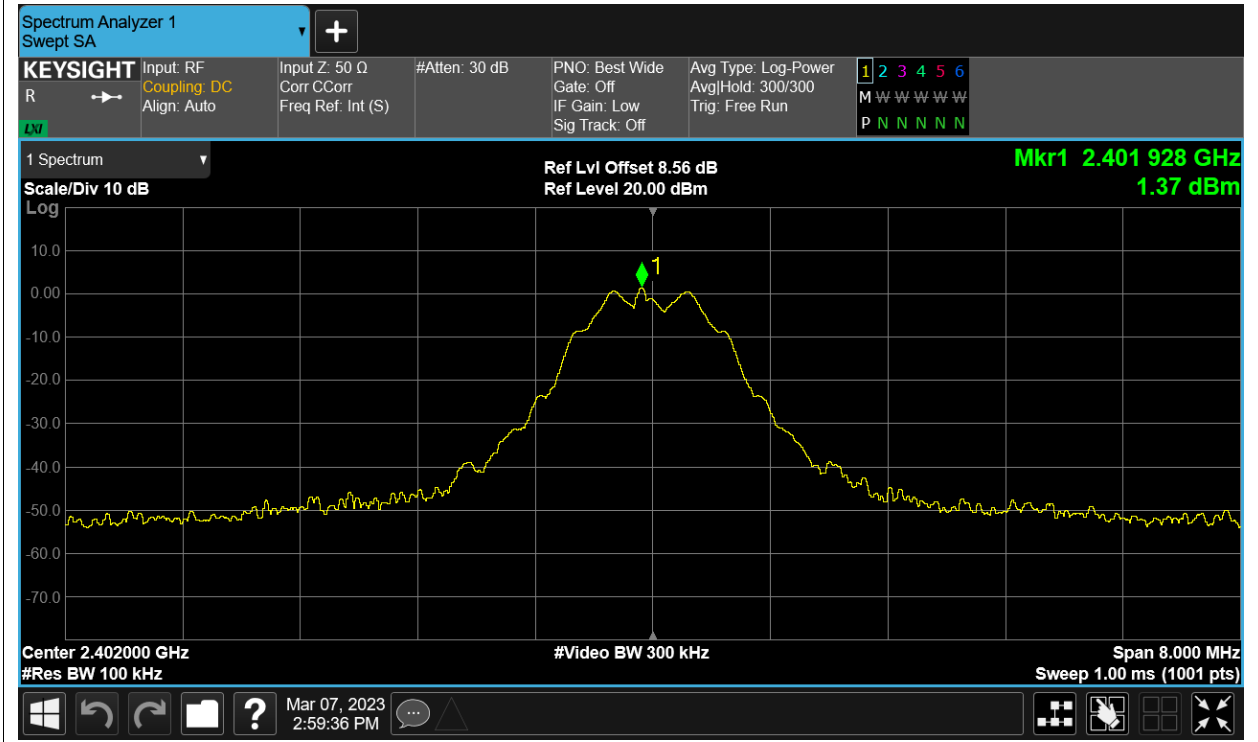 Spectrum Analyzer 1
Swept SA
KEYSIGHT
R
LXI
Input: RF
Coupling: DC
Align: Auto
Input Z: 50 Ω
Corr CCorr
Freq Ref: Int (S)
#Atten: 30 dB
PNO: Best Wide
Gate: Off
IF Gain: Low
Sig Track: Off
Avg Type: Log-Power
Avg|Hold: 300/300
Trig: Free Run
1 2 3 4 5 6
M W W W W W
P N N N N N
1 Spectrum
Scale/Div 10 dB
Log
Ref Lvl Offset 8.56 dB
Ref Level 20.00 dBm
Mkr1 2.401 928 GHz
1.37 dBm
1
10.0
0.00
-10.0
-20.0
-30.0
-40.0
-50.0
-60.0
-70.0
Center 2.402000 GHz
#Video BW 300 kHz
Span 8.000 MHz
#Res BW 100 kHz
Sweep 1.00 ms (1001 pts)
?
Mar 07, 2023
2:59:36 PM